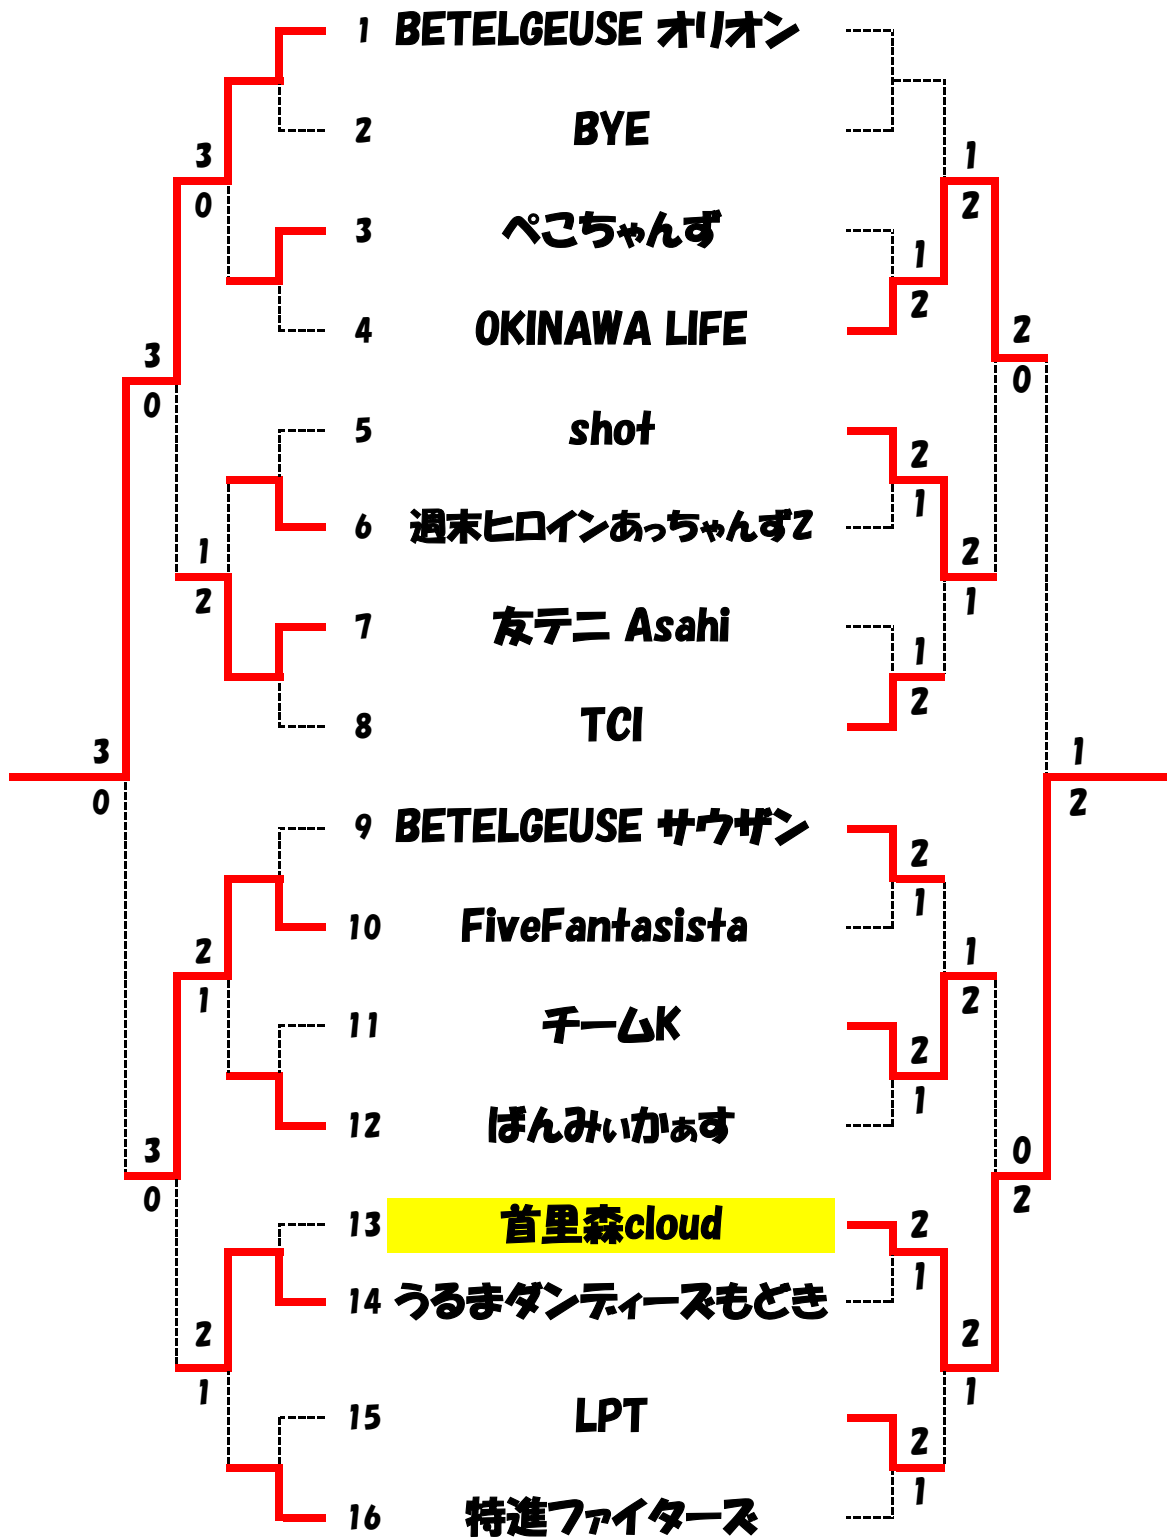 1 BETELGEUSE オリオン
2 BYE
3 1
0 2
3 ぺこちゃんず
1
4 OKINAWA LIFE
2
3 2
0 0
5 shot
2
6 週末ヒロインあっちゃんずZ
1
1 2
2 1
7 友テニ Asahi
1
8 TCI
2
3 1
0 2
9 BETELGEUSE サウザン
2
10 FiveFantasista
1
2 1
1 2
11 チームK
2
12 ばんみぃかぁす
1
3 0
0 2
13 首里森cloud
2
14 うるまダンディーズもどき
1
2 2
1 1
15 LPT
2
16 特進ファイターズ
1